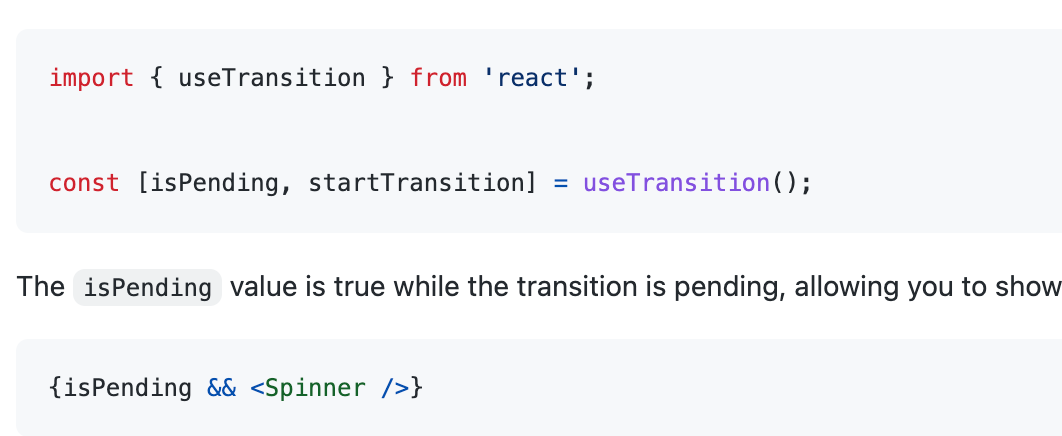 import { useTransition } from 'react';
const [isPending, startTransition] = useTransition();
The isPending value is true while the transition is pending, allowing you to show
{isPending && <Spinner />}